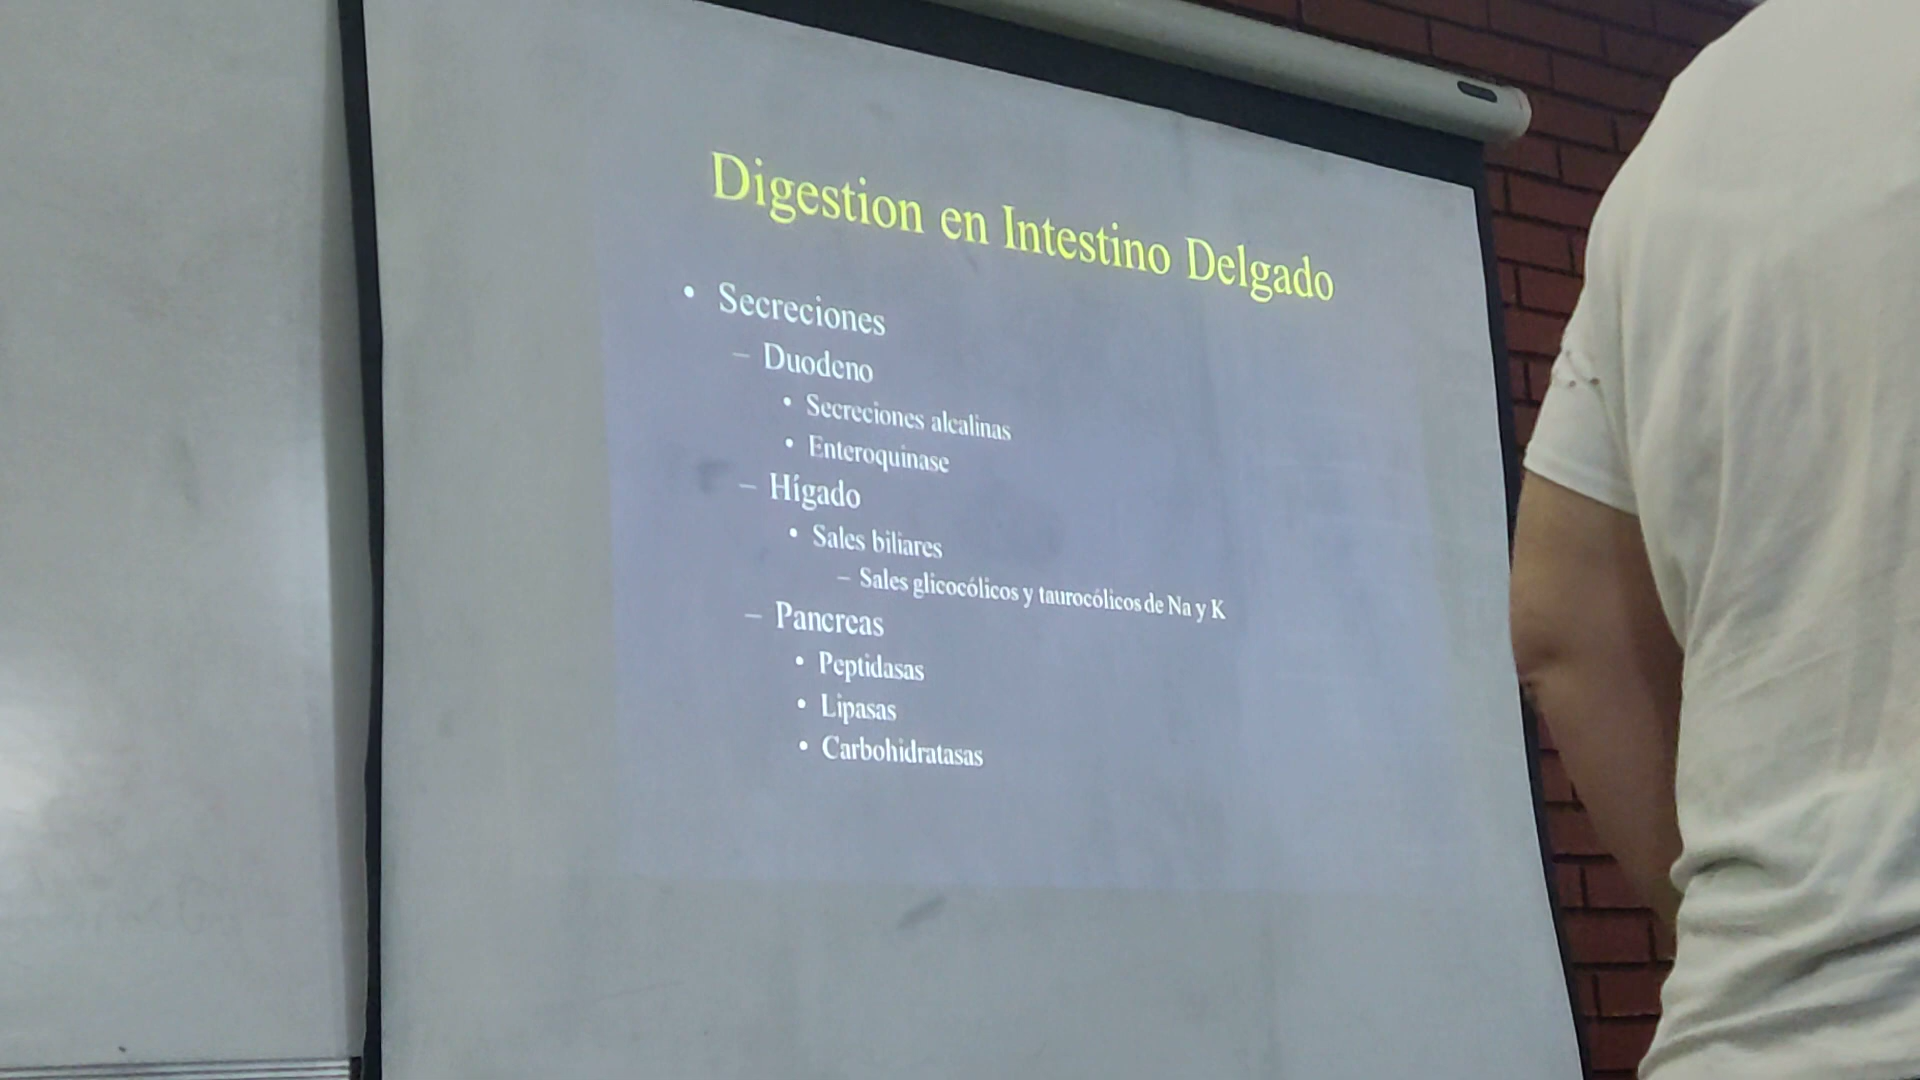 Digestion en Intestino Delgado
• Secreciones
– Duodeno
• Secreciones alcalinas
• Enteroquinase
– Hígado
• Sales biliares
– Sales glicocólicos y taurocólicos de Na y K
– Pancreas
• Peptidasas
• Lipasas
• Carbohidratasas